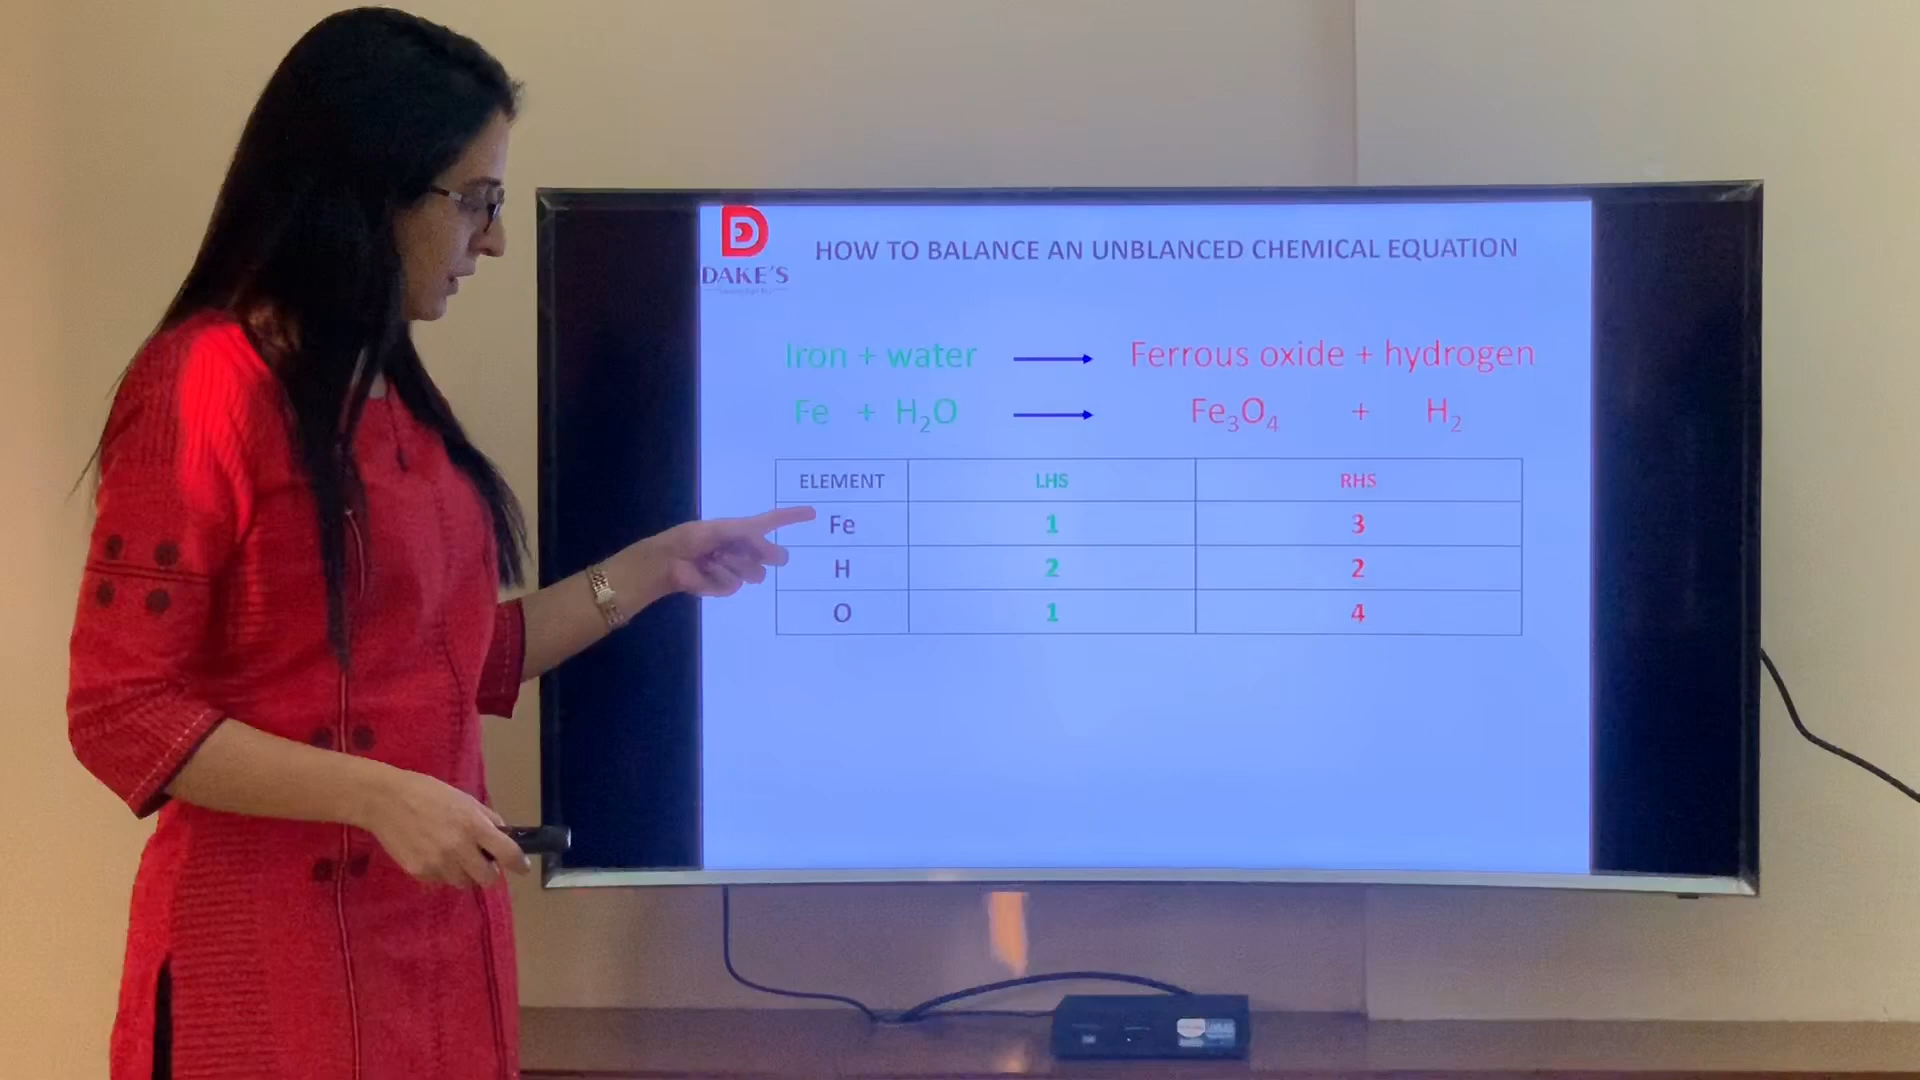 D
DAKE'S
HOW TO BALANCE AN UNBLANCED CHEMICAL EQUATION
Iron + water → Ferrous oxide + hydrogen
Fe + H₂O → Fe₃O₄ + H₂
ELEMENT LHS RHS
Fe 1 3
H 2 2
O 1 4